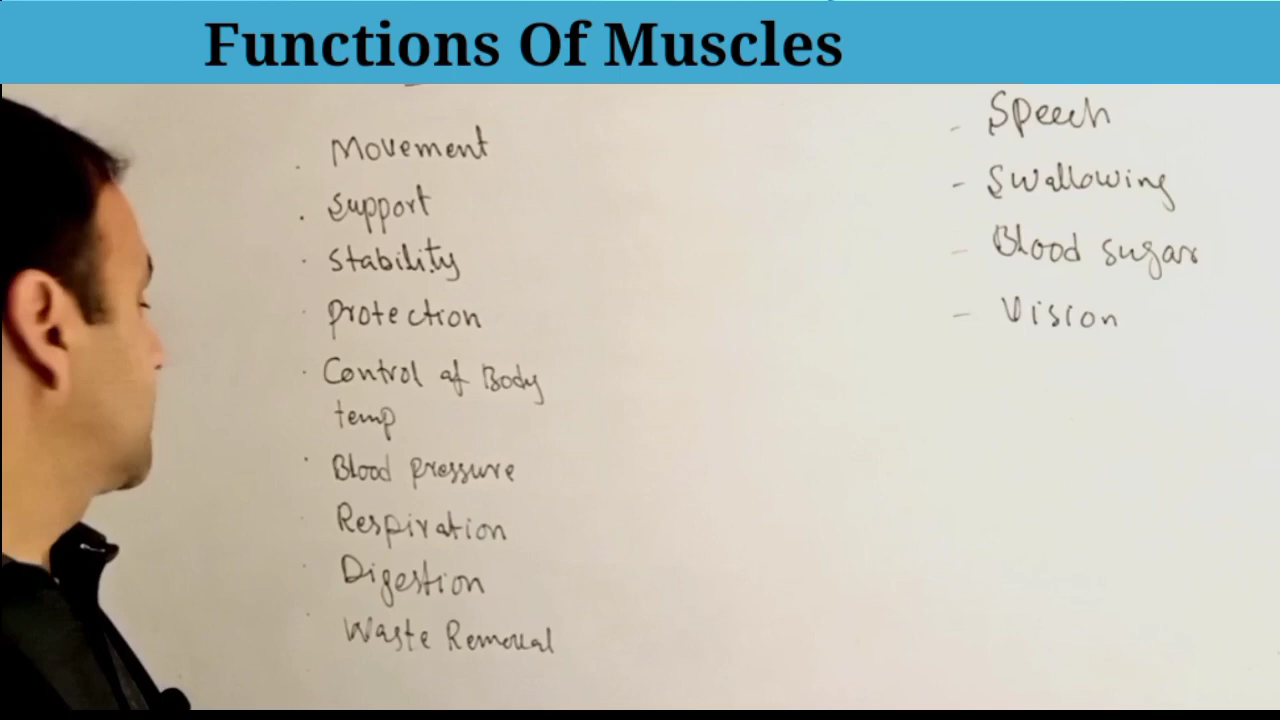 Functions Of Muscles
. Movement
. Support
. Stability
. Protection
. Control of Body
temp
. Blood pressure
. Respiration
. Digestion
. Waste Removal
- Speech
- Swallowing
- Blood sugar
- Vision